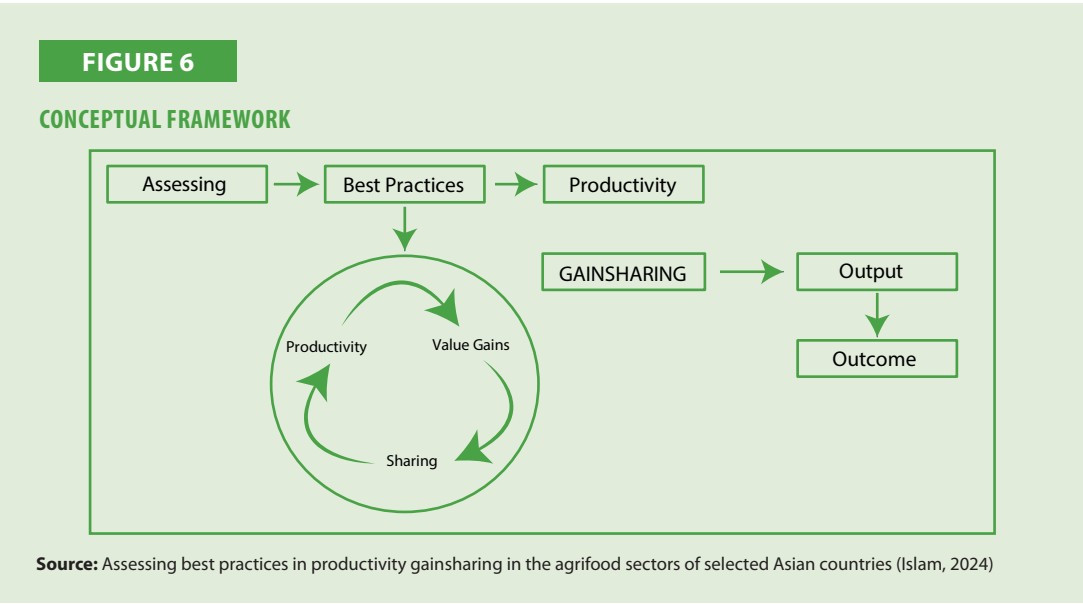 FIGURE 6
CONCEPTUAL FRAMEWORK
Assessing
Best Practices
Productivity
GAINSHARING
Output
Outcome
Productivity
Value Gains
Sharing
Source: Assessing best practices in productivity gainsharing in the agrifood sectors of selected Asian countries (Islam, 2024)